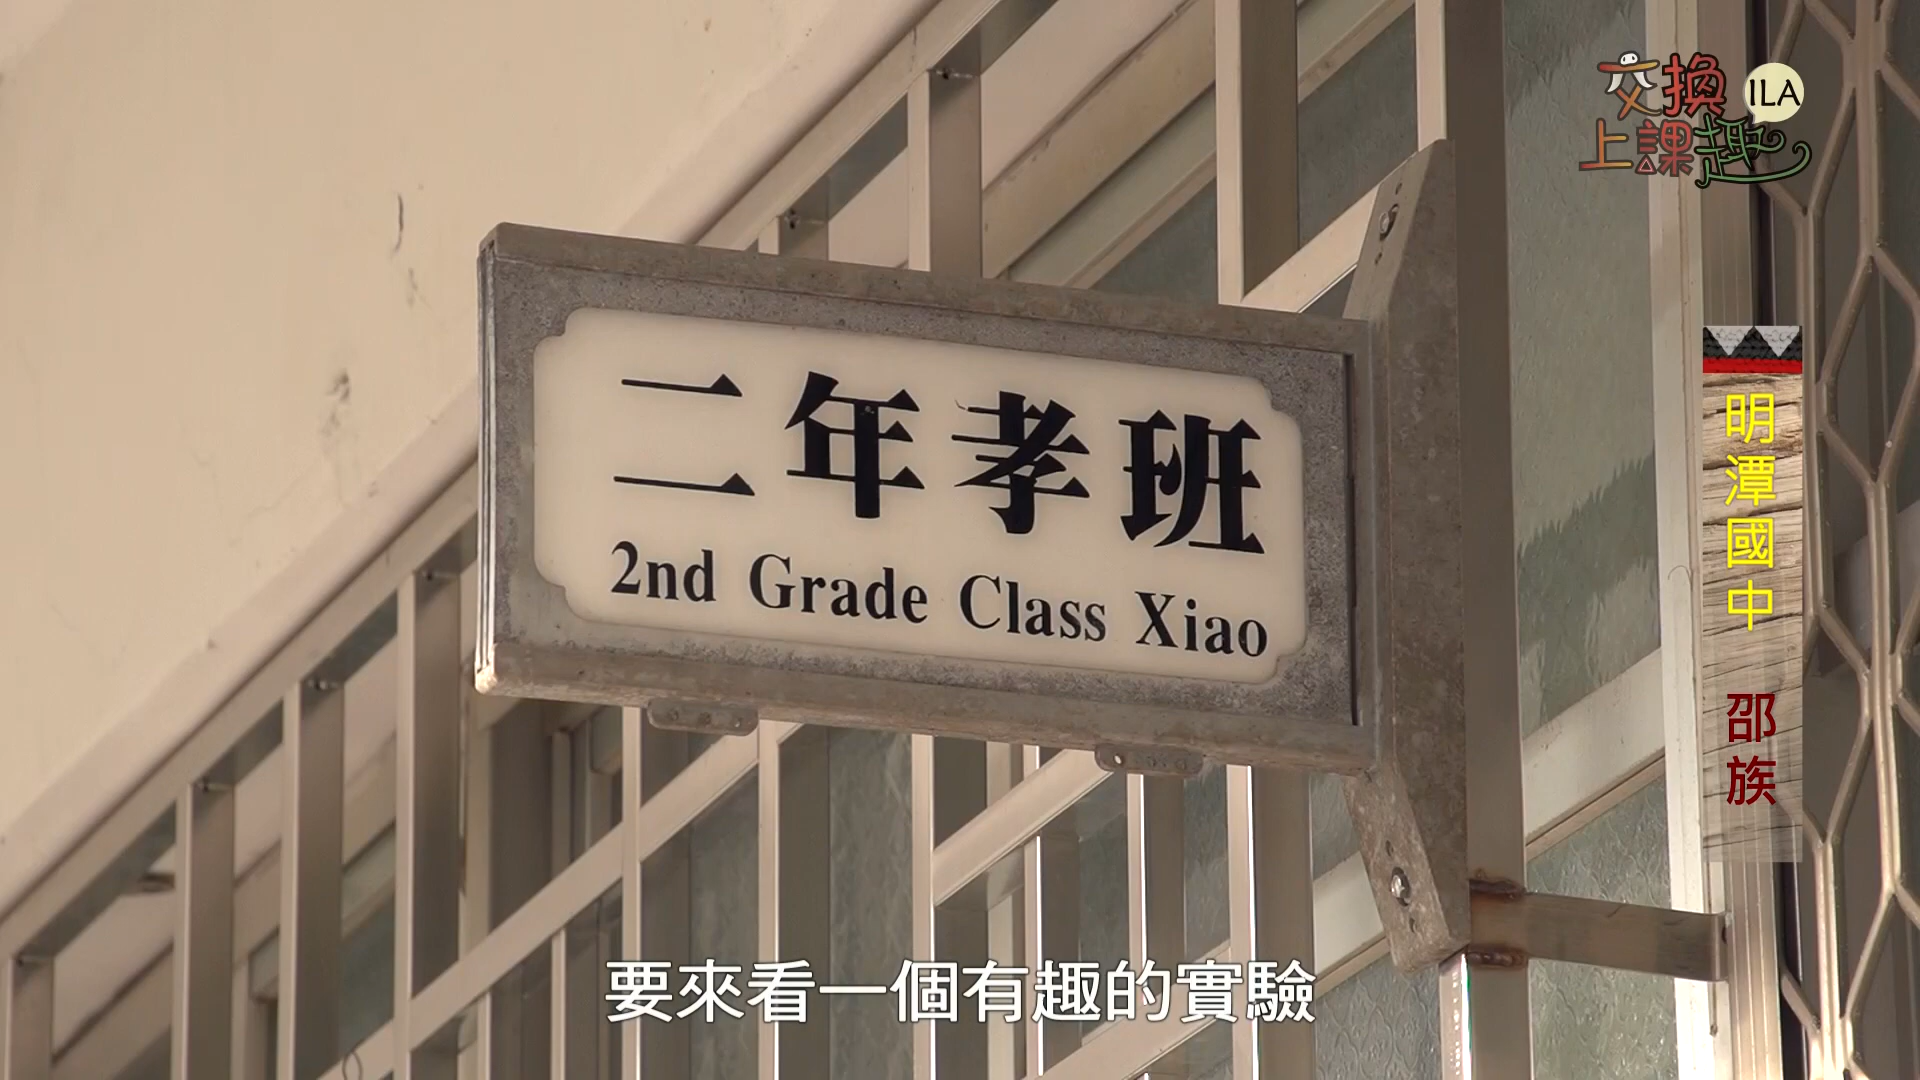 交換
ILA
上課趣
二年孝班
2nd Grade Class Xiao
明潭國中 邵族
要來看一個有趣的實驗